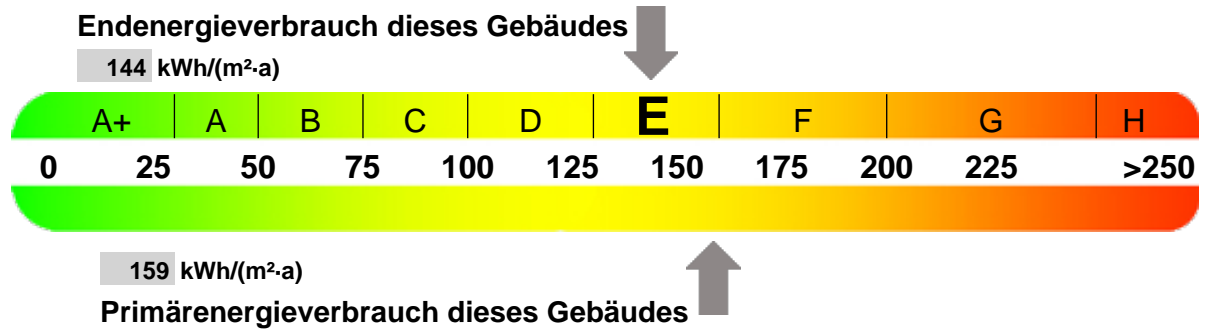 Endenergieverbrauch dieses Gebäudes
144 kWh/(m²·a)
A+ A B C D E F G H
0 25 50 75 100 125 150 175 200 225 >250
159 kWh/(m²·a)
Primärenergieverbrauch dieses Gebäudes